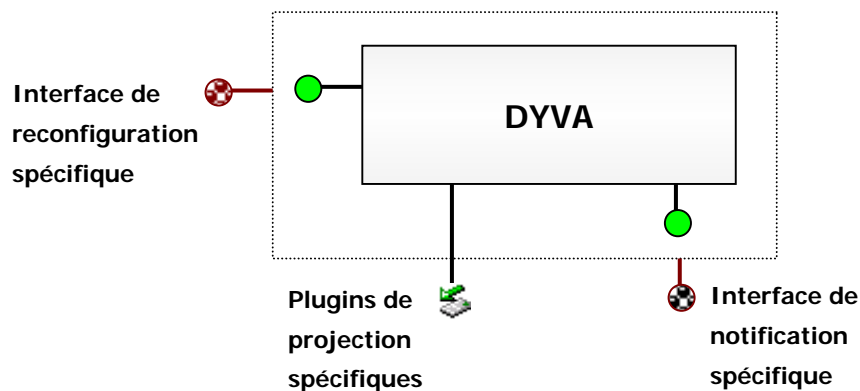 Interface de
reconfiguration
spécifique
DYVA
Plugins de
projection
spécifiques
Interface de
notification
spécifique